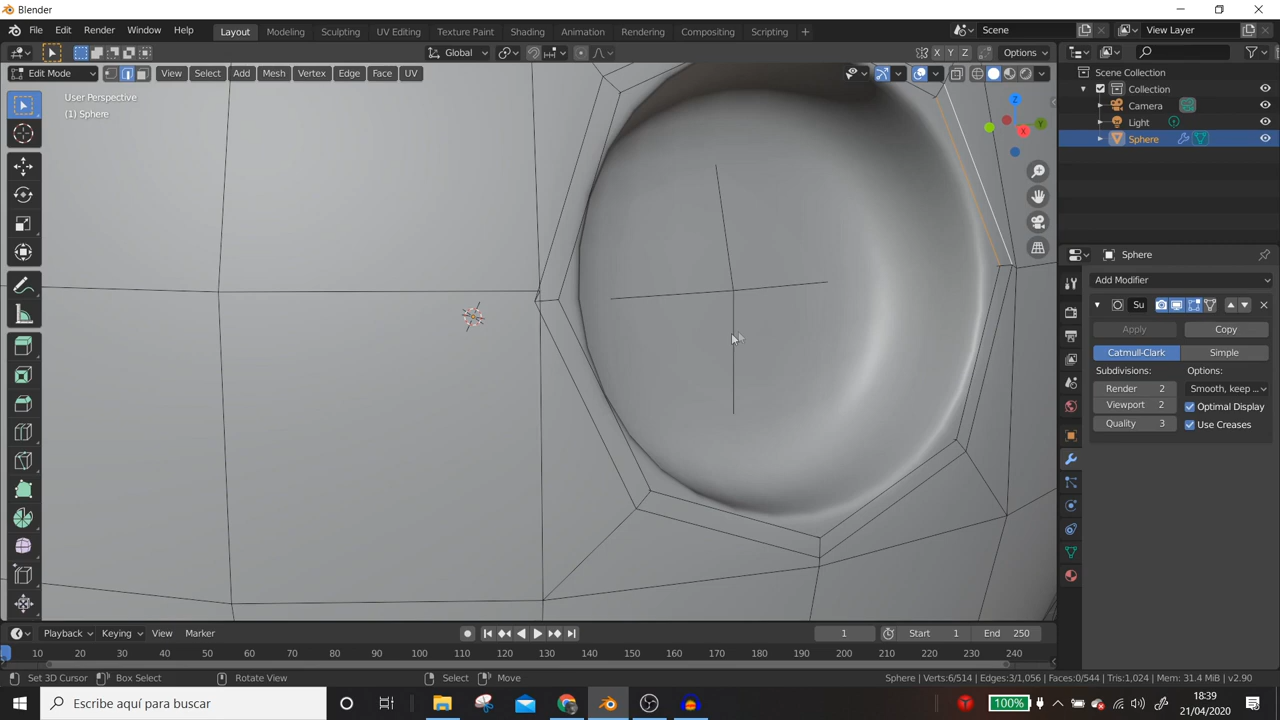 Blender
File Edit Render Window Help Layout Modeling Sculpting UV Editing Texture Paint Shading Animation Rendering Compositing Scripting + Scene View Layer
Global X Y Z Options
Edit Mode View Select Add Mesh Vertex Edge Face UV
User Perspective
(1) Sphere
Z
Y
X
Scene Collection
Collection
Camera
Light
Sphere
Sphere
Add Modifier
Su
Apply Copy
Catmull-Clark Simple
Subdivisions: Options:
Render 2 Smooth, keep ...
Viewport 2 Optimal Display
Quality 3 Use Creases
Playback Keying View Marker 1 Start 1 End 250
10 20 30 40 50 60 70 80 90 100 110 120 130 140 150 160 170 180 190 200 210 220 230 240
Set 3D Cursor Box Select Rotate View Select Move Sphere | Verts:6/514 | Edges:3/1,056 | Faces:0/544 | Tris:1,024 | Mem: 31.4 MiB | v2.90
Escribe aquí para buscar
100%
18:39
21/04/2020